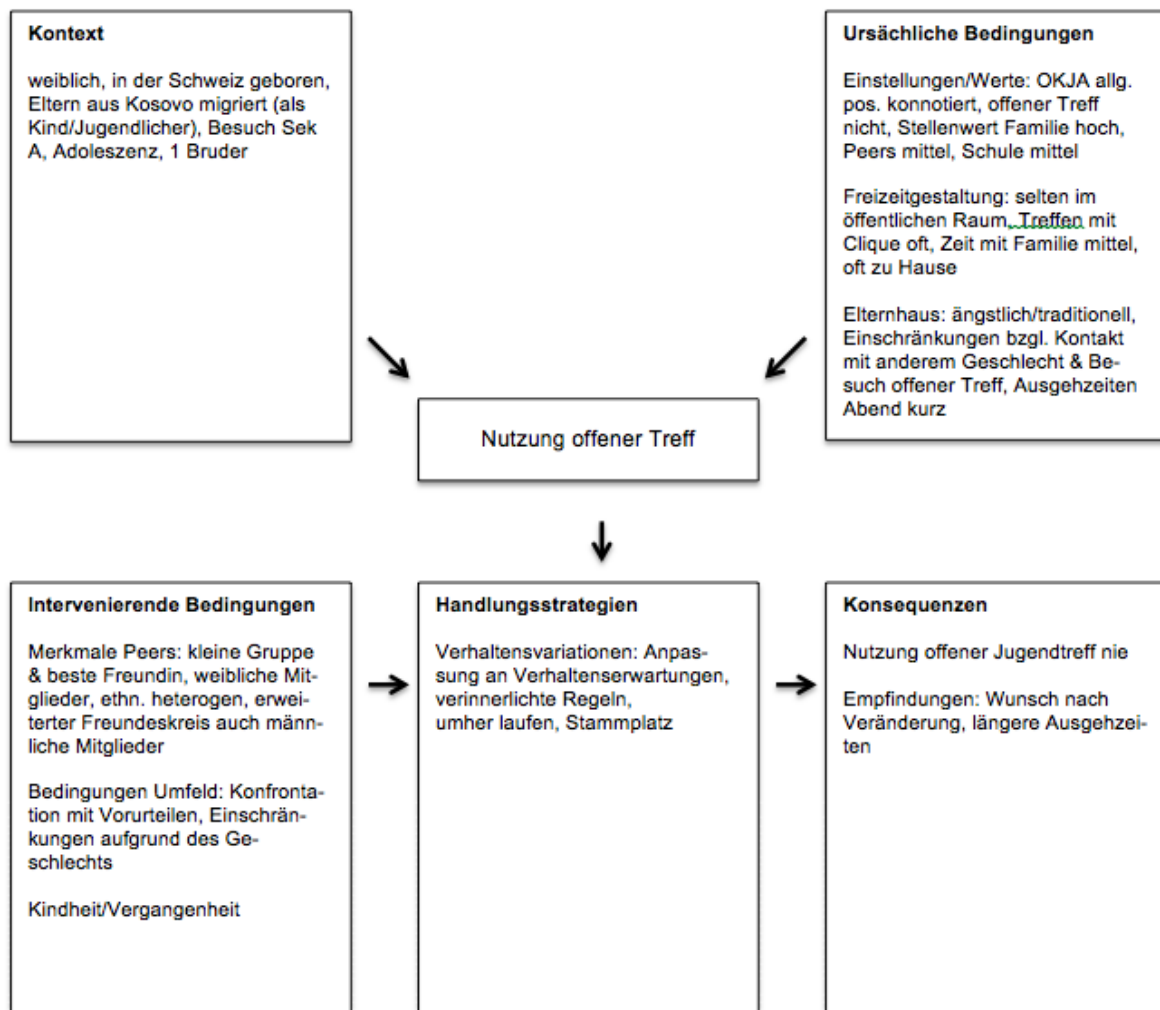 Kontext
weiblich, in der Schweiz geboren,
Eltern aus Kosovo migriert (als
Kind/Jugendlicher), Besuch Sek
A, Adoleszenz, 1 Bruder
Ursächliche Bedingungen
Einstellungen/Werte: OKJA allg.
pos. konnotiert, offener Treff
nicht, Stellenwert Familie hoch,
Peers mittel, Schule mittel
Freizeitgestaltung: selten im
öffentlichen Raum, Treffen mit
Clique oft, Zeit mit Familie mittel,
oft zu Hause
Elternhaus: ängstlich/traditionell,
Einschränkungen bzgl. Kontakt
mit anderem Geschlecht & Be-
such offener Treff, Ausgehzeiten
Abend kurz
Nutzung offener Treff
Intervenierende Bedingungen
Merkmale Peers: kleine Gruppe
& beste Freundin, weibliche Mit-
glieder, ethn. heterogen, erwei-
terter Freundeskreis auch männ-
liche Mitglieder
Bedingungen Umfeld: Konfronta-
tion mit Vorurteilen, Einschrän-
kungen aufgrund des Ge-
schlechts
Kindheit/Vergangenheit
Handlungsstrategien
Verhaltensvariationen: Anpas-
sung an Verhaltenserwartungen,
verinnerlichte Regeln,
umher laufen, Stammplatz
Konsequenzen
Nutzung offener Jugendtreff nie
Empfindungen: Wunsch nach
Veränderung, längere Ausgehzei-
ten